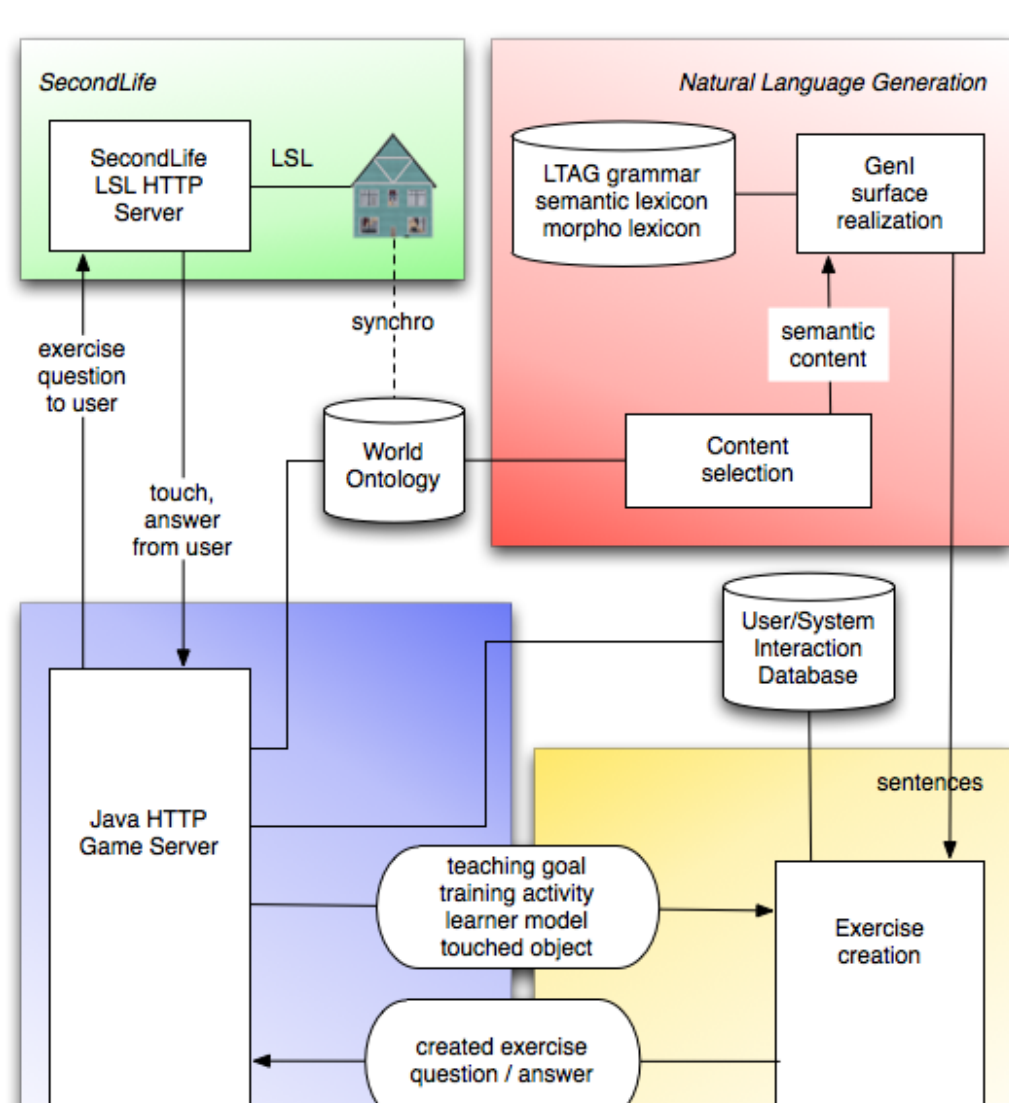 SecondLife
SecondLife
LSL HTTP
Server
LSL
Natural Language Generation
LTAG grammar
semantic lexicon
morpho lexicon
GenI
surface
realization
synchro
exercise
question
to user
semantic
content
World
Ontology
Content
selection
touch,
answer
from user
User/System
Interaction
Database
sentences
Java HTTP
Game Server
teaching goal
training activity
learner model
touched object
Exercise
creation
created exercise
question / answer